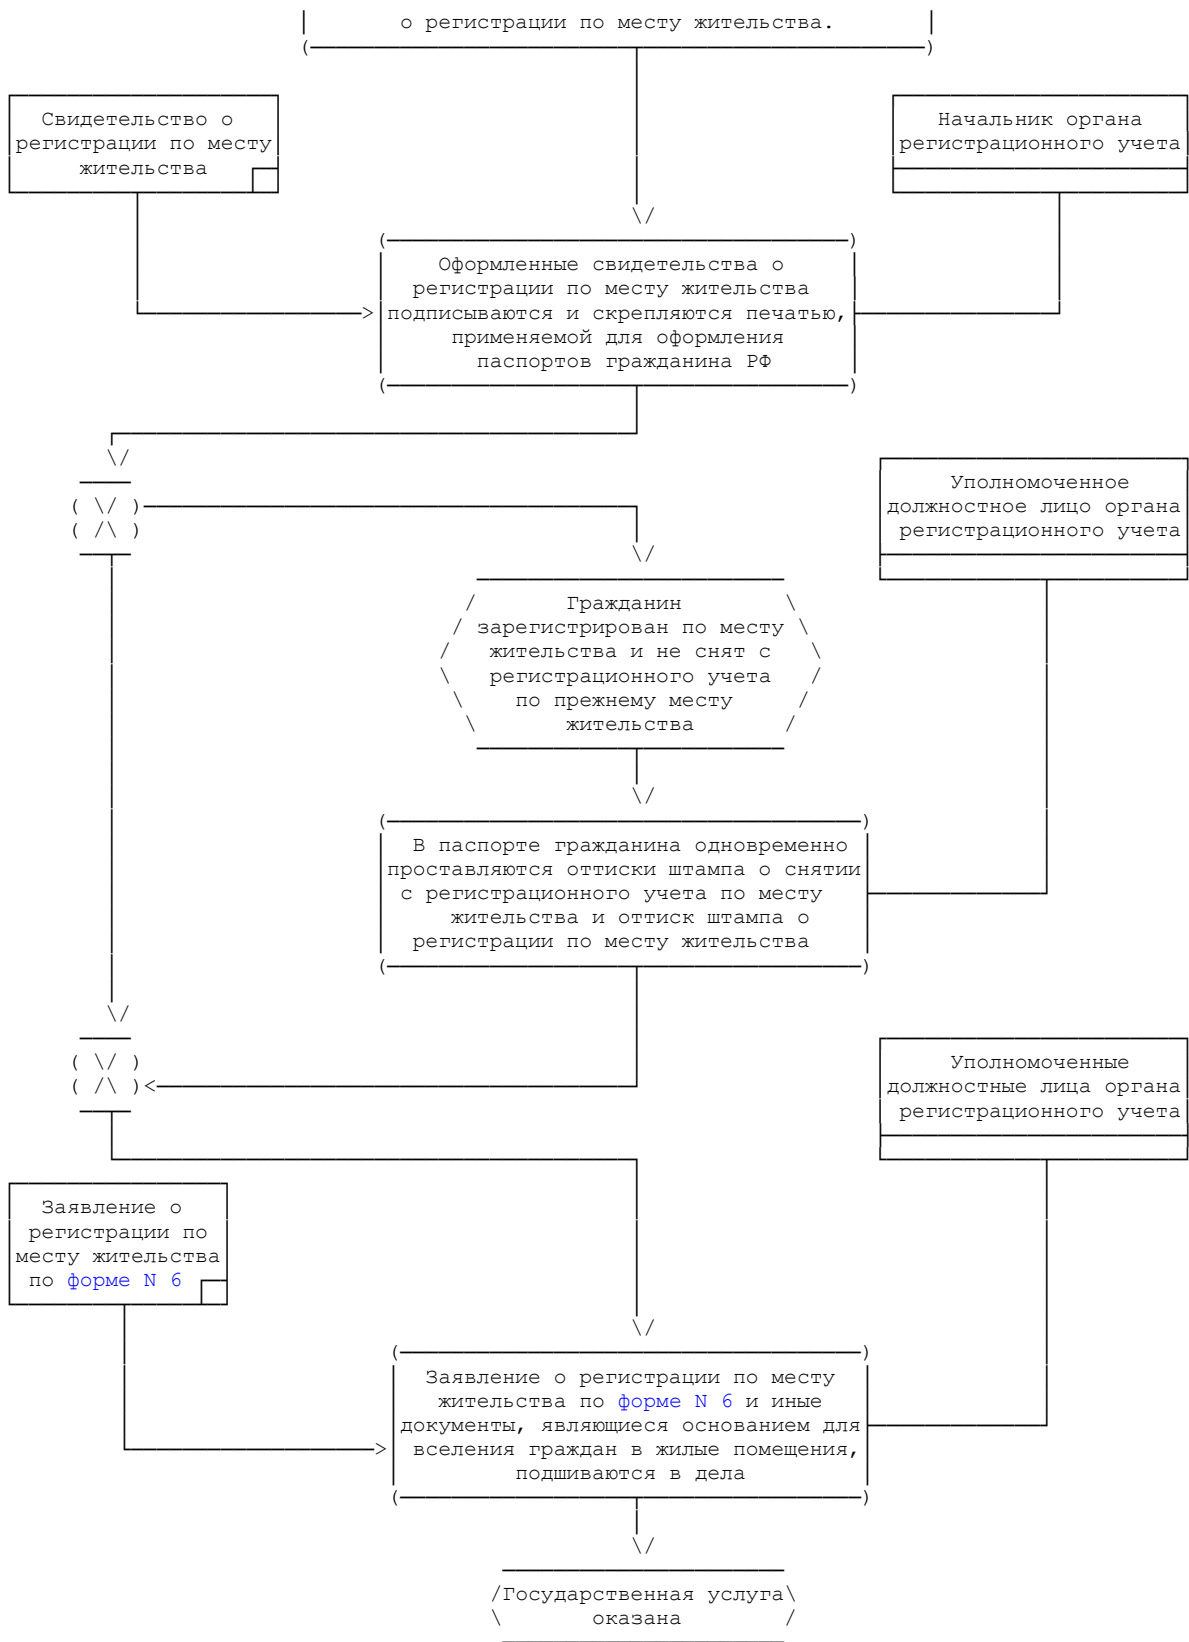 о регистрации по месту жительства.
Свидетельство о
регистрации по месту
жительства
Начальник органа
регистрационного учета
Оформленные свидетельства о
регистрации по месту жительства
подписываются и скрепляются печатью,
применяемой для оформления
паспортов гражданина РФ
Уполномоченное
должностное лицо органа
регистрационного учета
Гражданин
зарегистрирован по месту
жительства и не снят с
регистрационного учета
по прежнему месту
жительства
В паспорте гражданина одновременно
проставляются оттиски штампа о снятии
с регистрационного учета по месту
жительства и оттиск штампа о
регистрации по месту жительства
Уполномоченные
должностные лица органа
регистрационного учета
Заявление о
регистрации по
месту жительства
по форме N 6
Заявление о регистрации по месту
жительства по форме N 6 и иные
документы, являющиеся основанием для
вселения граждан в жилые помещения,
подшиваются в дела
Государственная услуга
оказана